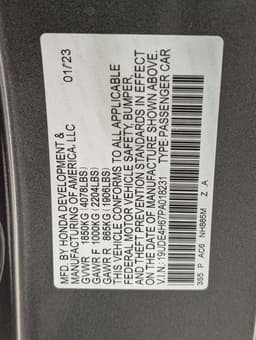 MFD. BY HONDA DEVELOPMENT &
MANUFACTURING OF AMERICA, LLC
01/23
GVWR 1850KG( 4078LBS)
GAWR F 1000KG( 2204LBS)
GAWR R 865KG( 1906LBS)
THIS VEHICLE CONFORMS TO ALL APPLICABLE
FEDERAL MOTOR VEHICLE SAFETY, BUMPER,
AND THEFT PREVENTION STANDARDS IN EFFECT
ON THE DATE OF MANUFACTURE SHOWN ABOVE.
V.I.N.: 19UDE4H67PA018231 TYPE:PASSENGER CAR
355 P AC6 NH885M Z A